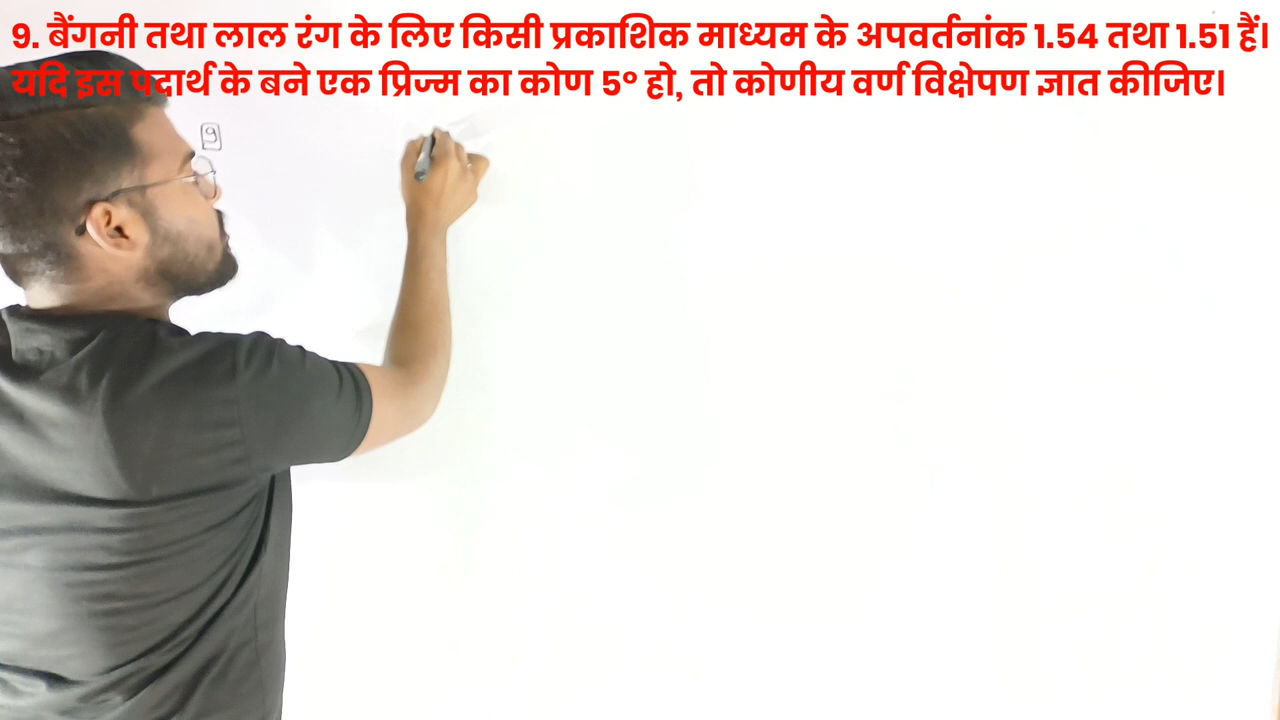 9. बैंगनी तथा लाल रंग के लिए किसी प्रकाशिक माध्यम के अपवर्तनांक 1.54 तथा 1.51 हैं।
यदि इस पदार्थ के बने एक प्रिज्म का कोण 5° हो, तो कोणीय वर्ण विक्षेपण ज्ञात कीजिए।
9